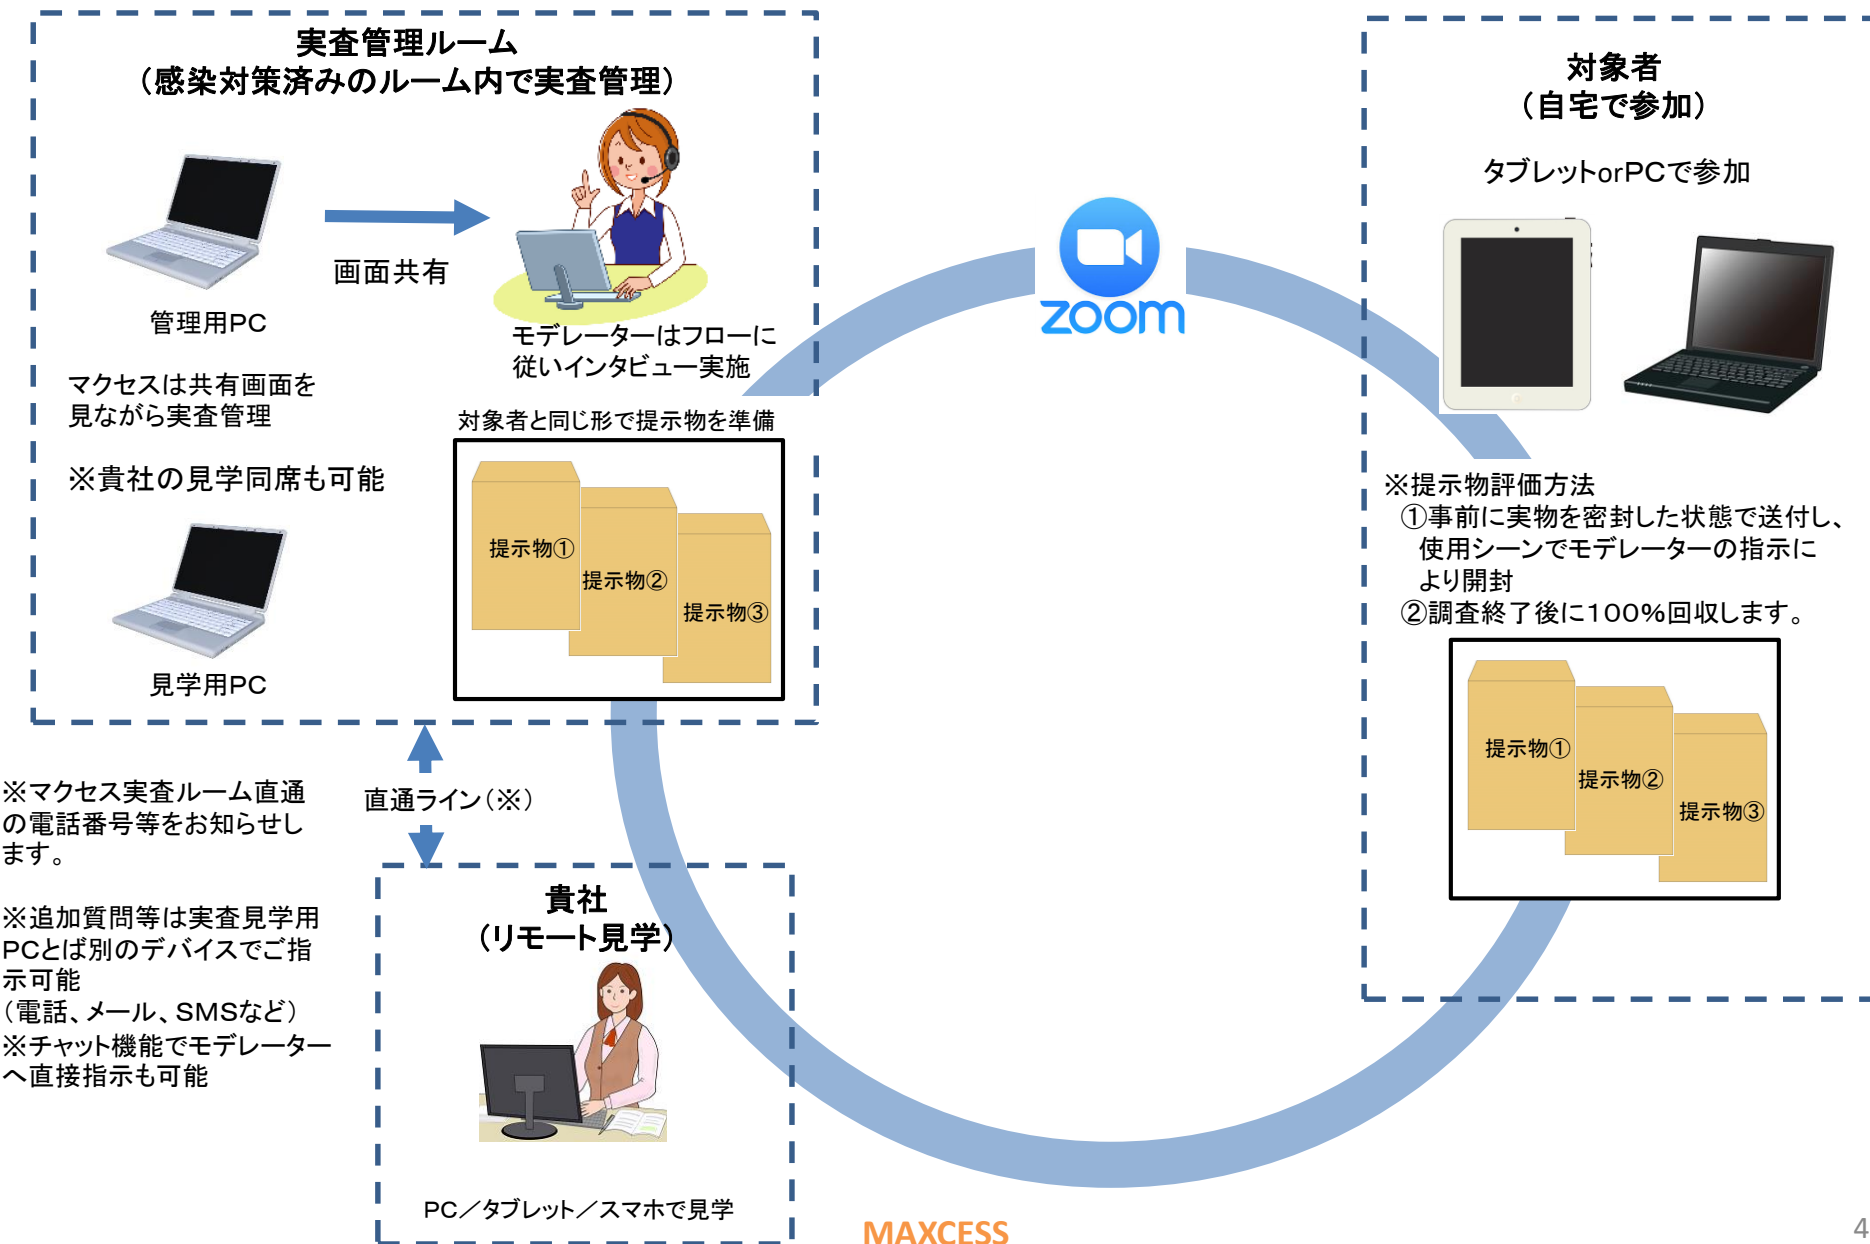 実査管理ルーム
（感染対策済みのルーム内で実査管理）
画面共有
管理用PC
モデレーターはフローに
従いインタビュー実施
マクセスは共有画面を
見ながら実査管理
※貴社の見学同席も可能
見学用PC
対象者と同じ形で提示物を準備
提示物①
提示物②
提示物③
zoom
対象者
（自宅で参加）
タブレットorPCで参加
※提示物評価方法
①事前に実物を密封した状態で送付し、
使用シーンでモデレーターの指示に
より開封
②調査終了後に100%回収します。
提示物①
提示物②
提示物③
※マクセス実査ルーム直通
の電話番号等をお知らせし
ます。
※追加質問等は実査見学用
PCとば別のデバイスでご指
示可能
（電話、メール、SMSなど）
※チャット機能でモデレーター
へ直接指示も可能
直通ライン（※）
貴社
（リモート見学）
PC／タブレット／スマホで見学
MAXCESS
4